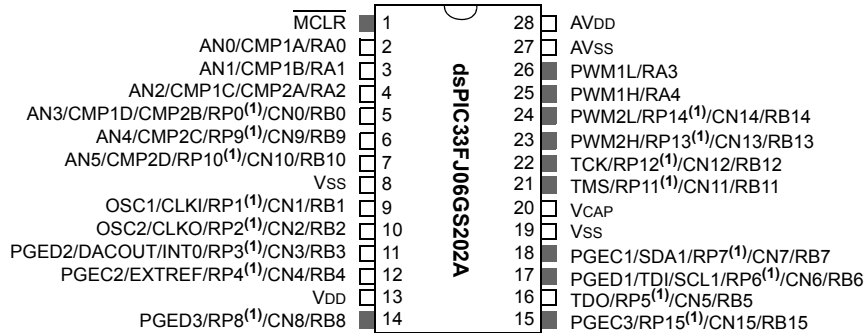 MCLR 1 28 AVDD
AN0/CMP1A/RA0 2 27 AVSS
AN1/CMP1B/RA1 3 26 PWM1L/RA3
AN2/CMP1C/CMP2A/RA2 4 25 PWM1H/RA4
AN3/CMP1D/CMP2B/RP0(1)/CN0/RB0 5 24 PWM2L/RP14(1)/CN14/RB14
AN4/CMP2C/RP9(1)/CN9/RB9 6 23 PWM2H/RP13(1)/CN13/RB13
AN5/CMP2D/RP10(1)/CN10/RB10 7 22 TCK/RP12(1)/CN12/RB12
VSS 8 21 TMS/RP11(1)/CN11/RB11
OSC1/CLKI/RP1(1)/CN1/RB1 9 20 VCAP
OSC2/CLKO/RP2(1)/CN2/RB2 10 19 VSS
PGED2/DACOUT/INT0/RP3(1)/CN3/RB3 11 18 PGEC1/SDA1/RP7(1)/CN7/RB7
PGEC2/EXTREF/RP4(1)/CN4/RB4 12 17 PGED1/TDI/SCL1/RP6(1)/CN6/RB6
VDD 13 16 TDO/RP5(1)/CN5/RB5
PGED3/RP8(1)/CN8/RB8 14 15 PGEC3/RP15(1)/CN15/RB15
dsPIC33FJ06GS202A